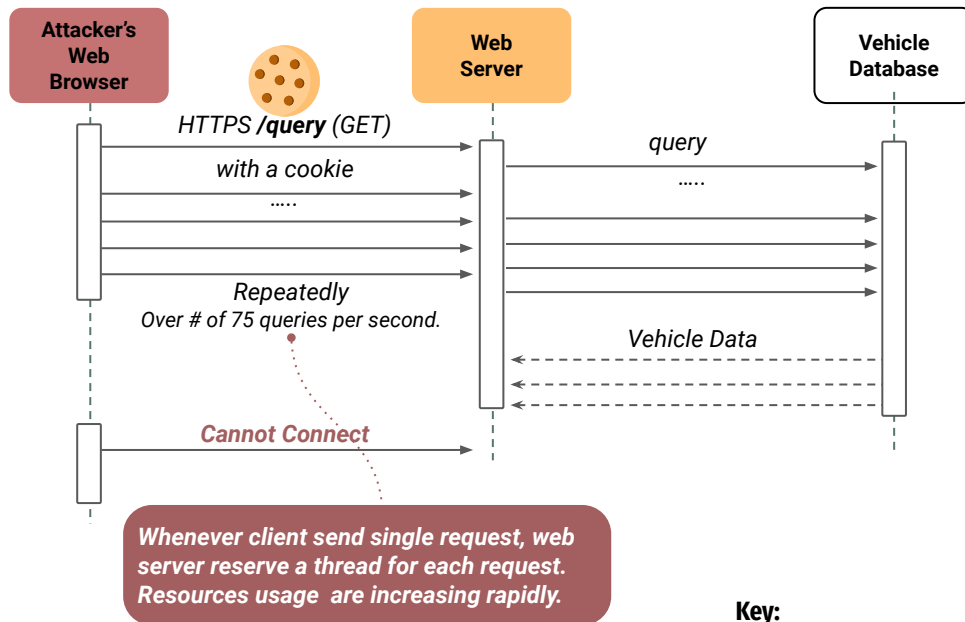 Attacker's
Web
Browser
Web
Server
Vehicle
Database
HTTPS /query (GET)
with a cookie
.....
query
.....
Repeatedly
Over # of 75 queries per second.
Vehicle Data
Cannot Connect
Whenever client send single request, web
server reserve a thread for each request.
Resources usage are increasing rapidly.
Key: